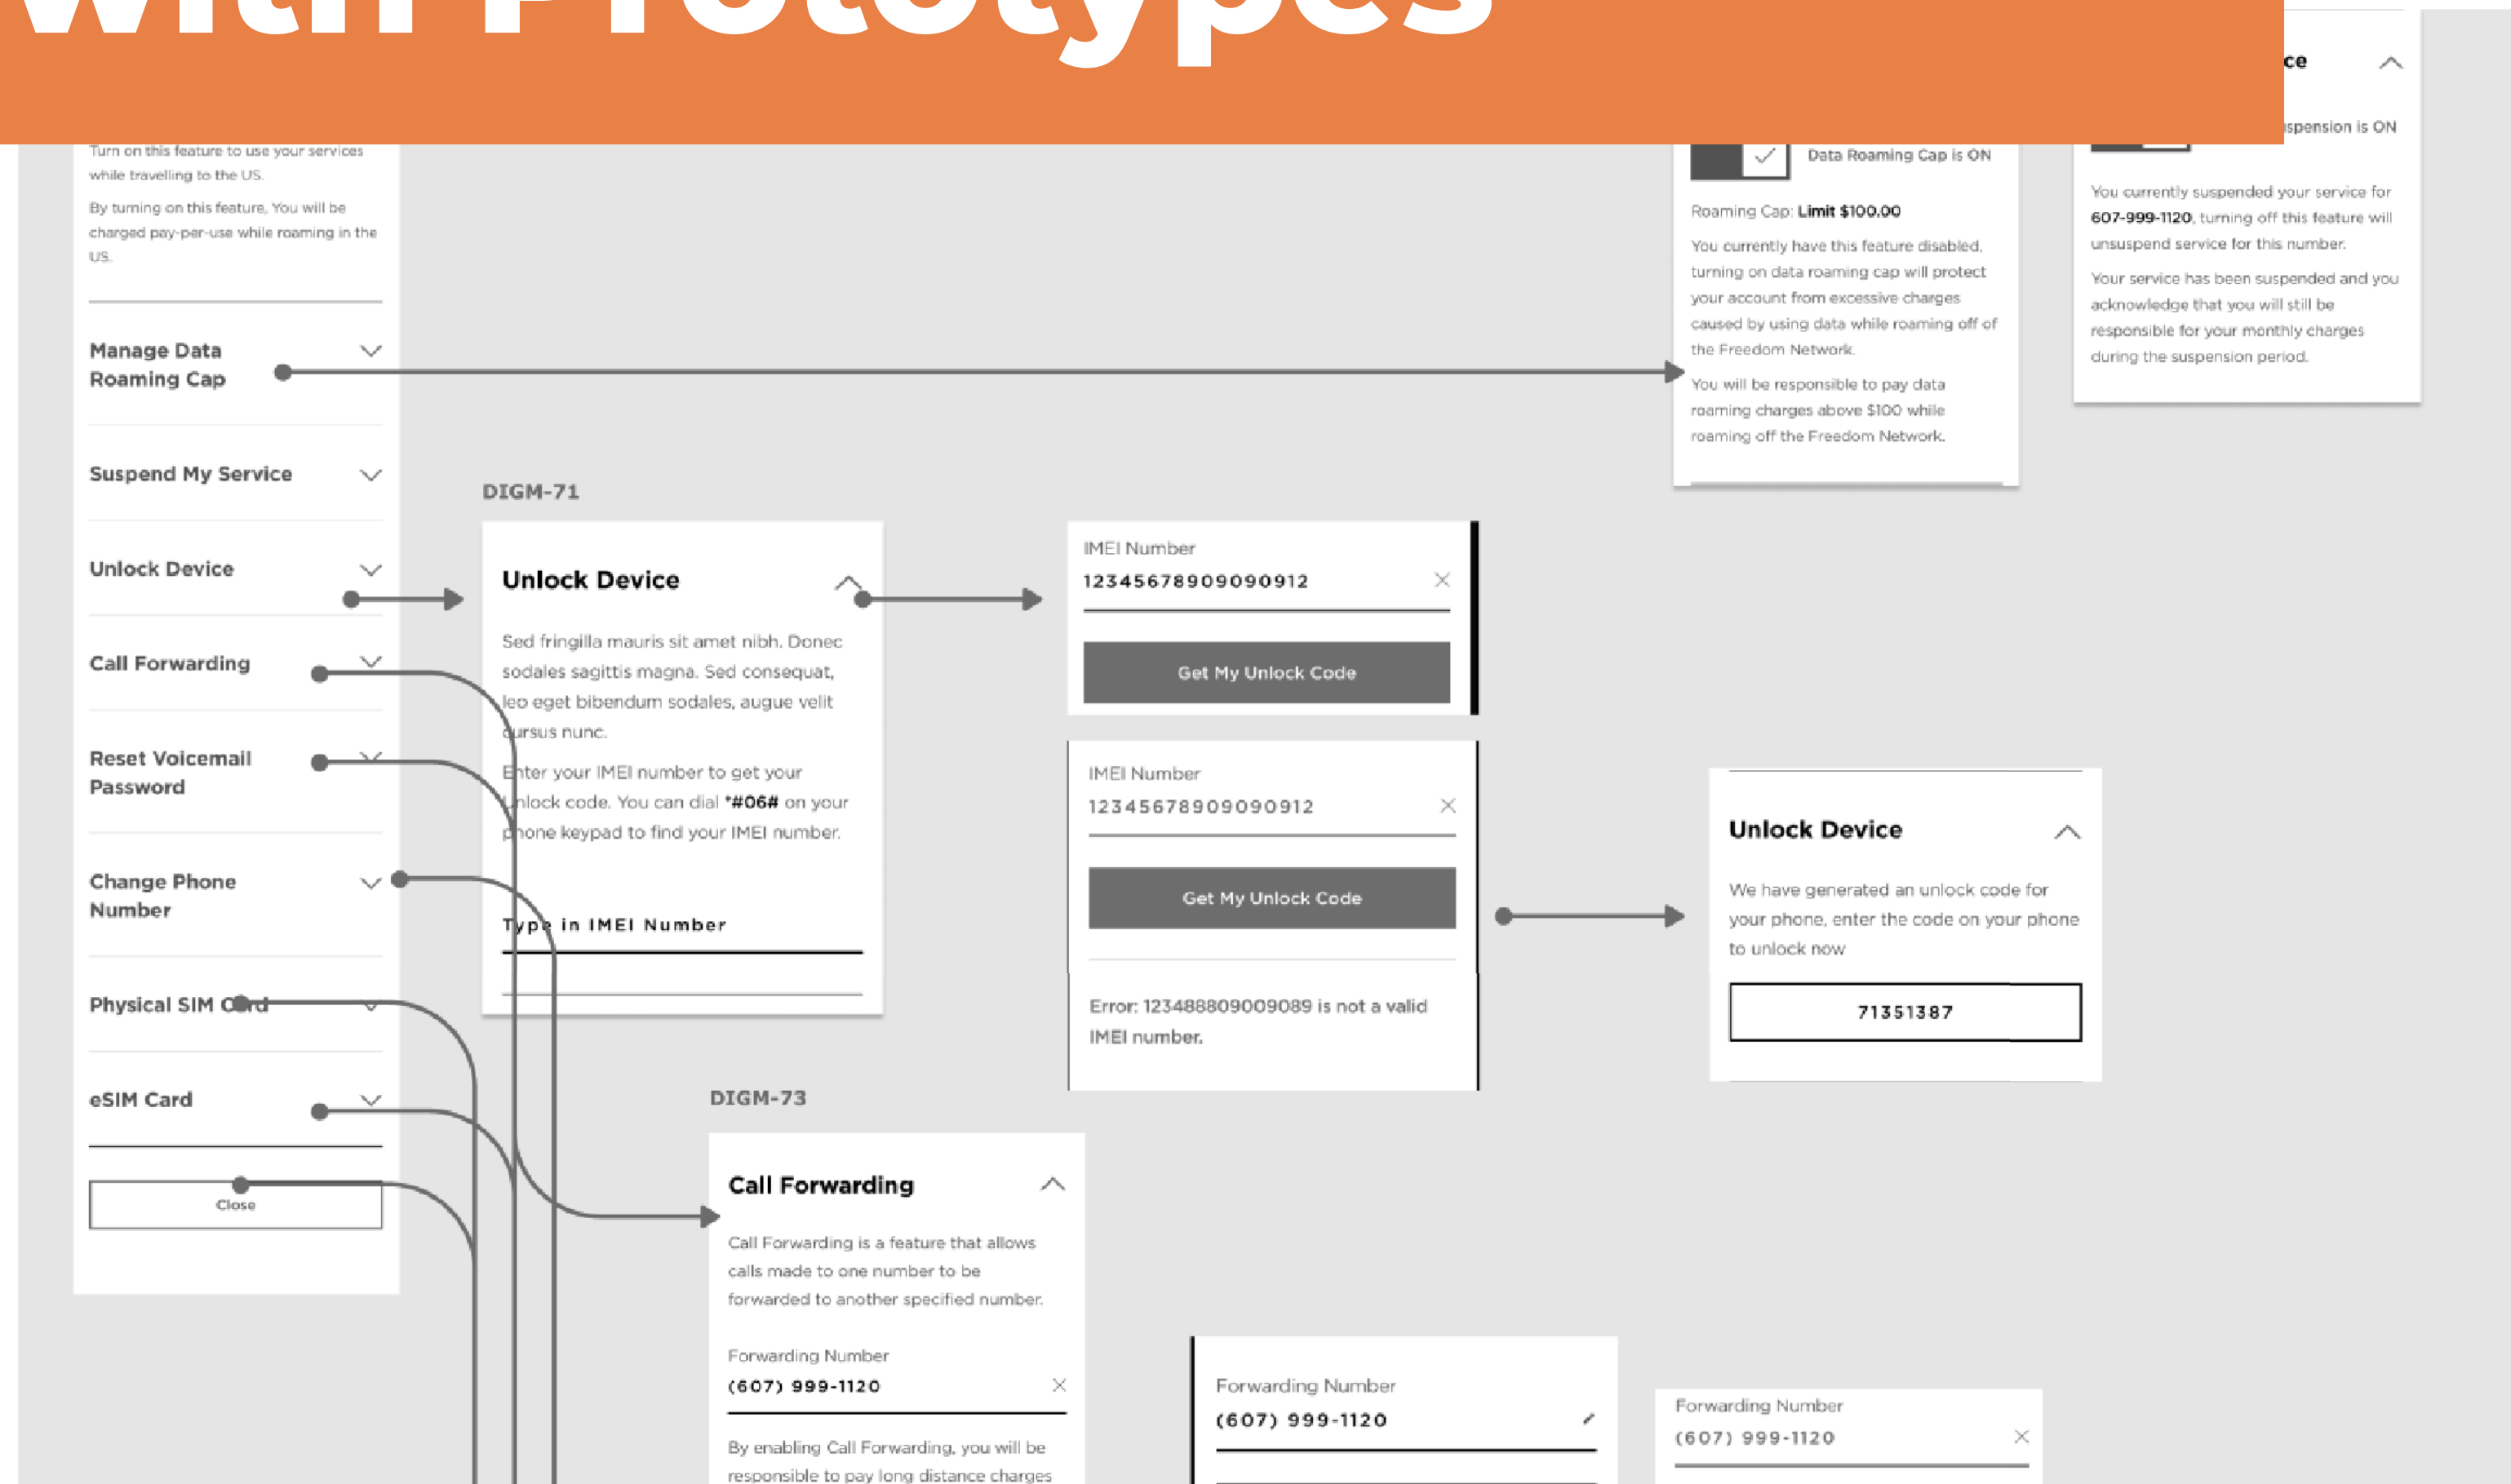 with Prototypes
Turn on this feature to use your services
while travelling to the US.
By turning on this feature, You will be
charged pay-per-use while roaming in the
US.
Manage Data
Roaming Cap
Suspend My Service
Unlock Device
Call Forwarding
Reset Voicemail
Password
Change Phone
Number
Physical SIM Card
eSIM Card
Close
DIGM-71
Unlock Device
Sed fringilla mauris sit amet nibh. Donec
sodales sagittis magna. Sed consequat,
leo eget bibendum sodales, augue velit
cursus nunc.
Enter your IMEI number to get your
unlock code. You can dial *#06# on your
phone keypad to find your IMEI number.
Type in IMEI Number
IMEI Number
12345678909090912
Get My Unlock Code
IMEI Number
12345678909090912
Get My Unlock Code
Error: 123488809009089 is not a valid
IMEI number.
Data Roaming Cap is ON
Roaming Cap: Limit $100.00
You currently have this feature disabled,
turning on data roaming cap will protect
your account from excessive charges
caused by using data while roaming off of
the Freedom Network.
You will be responsible to pay data
roaming charges above $100 while
roaming off the Freedom Network.
ce
spension is ON
You currently suspended your service for
607-999-1120, turning off this feature will
unsuspend service for this number.
Your service has been suspended and you
acknowledge that you will still be
responsible for your monthly charges
during the suspension period.
Unlock Device
We have generated an unlock code for
your phone, enter the code on your phone
to unlock now
71351387
DIGM-73
Call Forwarding
Call Forwarding is a feature that allows
calls made to one number to be
forwarded to another specified number.
Forwarding Number
(607) 999-1120
By enabling Call Forwarding, you will be
responsible to pay long distance charges
Forwarding Number
(607) 999-1120
Forwarding Number
(607) 999-1120